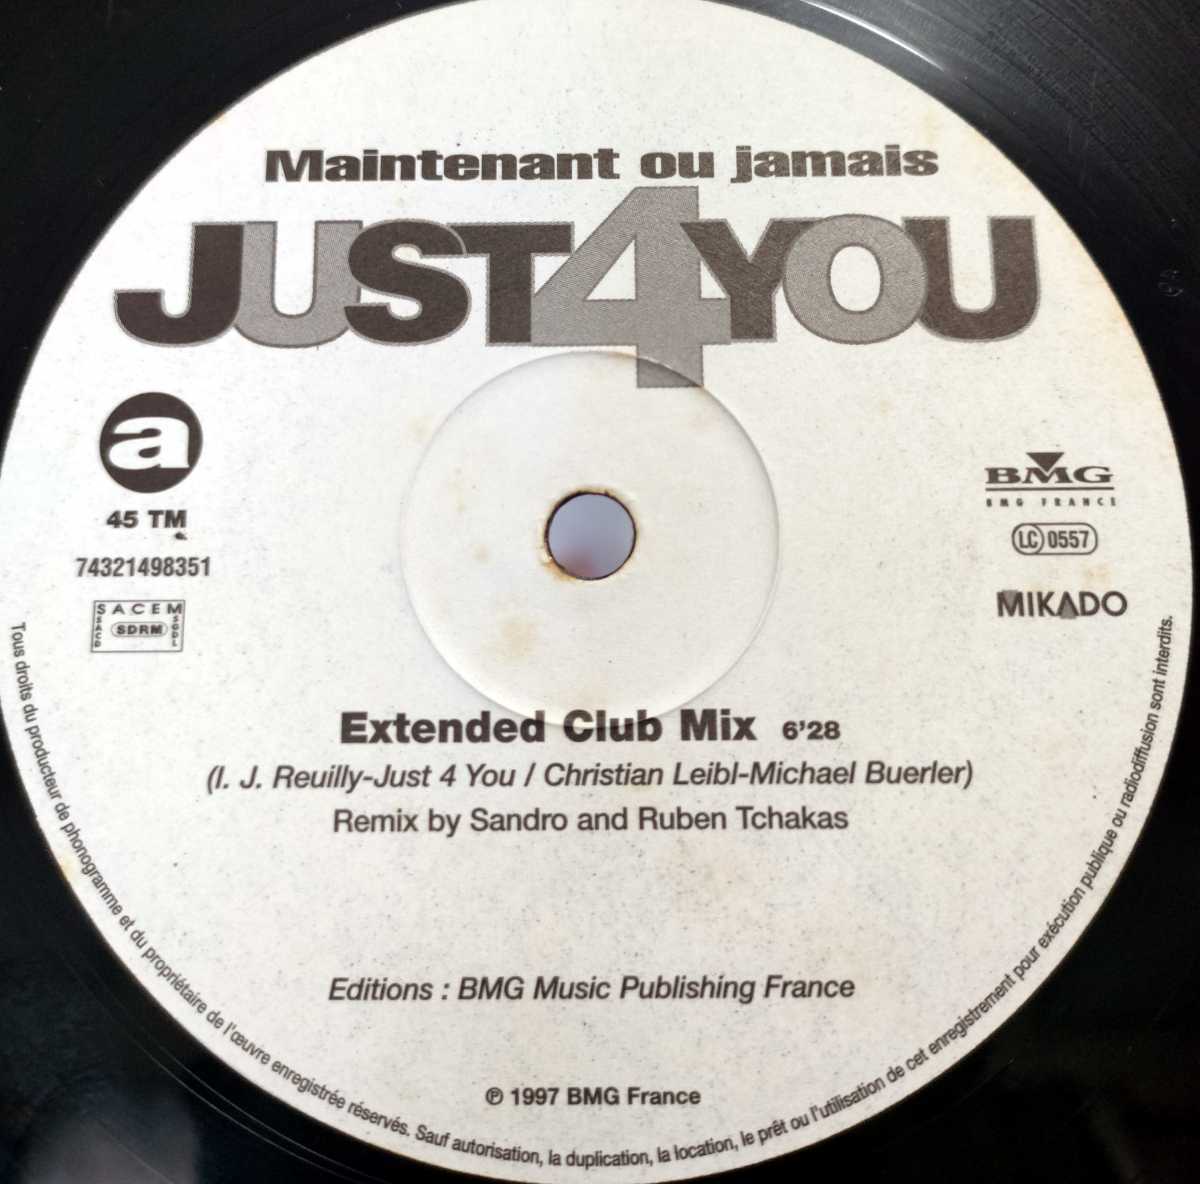 Maintenant ou jamais
JUST4YOU
a
45 TM
74321498351
SACEM
SACD
SDRM
SGDL
BMG
BMG FRANCE
LC 0557
MIKADO
Extended Club Mix 6'28
(I. J. Reuilly-Just 4 You / Christian Leibl-Michael Buerler)
Remix by Sandro and Ruben Tchakas
Editions : BMG Music Publishing France
℗ 1997 BMG France
Tous droits du producteur de phonogramme et du propriétaire de l'œuvre enregistrée réservés. Sauf autorisation, la duplication, la location, le prêt ou l'utilisation de cet enregistrement pour exécution publique ou radiodiffusion sont interdits.